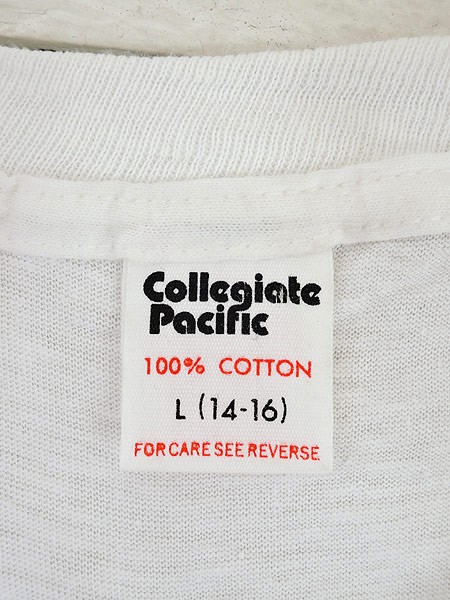 Collegiate
Pacific
100% COTTON
L (14-16)
FOR CARE SEE REVERSE